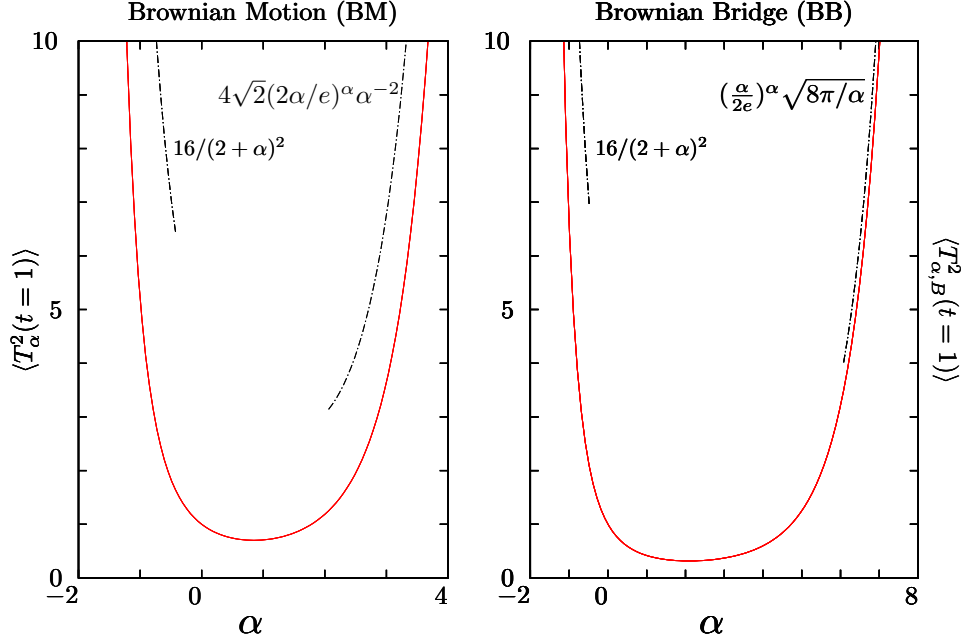 Brownian Motion (BM)
10
5
0
−2
0
2
4
4√2(2α/e)^α α^−2
16/(2 + α)^2
⟨T_α^2(t = 1)⟩
α
Brownian Bridge (BB)
10
5
0
−2
0
8
(α/2e)^α √8π/α
16/(2 + α)^2
⟨T_{α,B}^2(t = 1)⟩
α